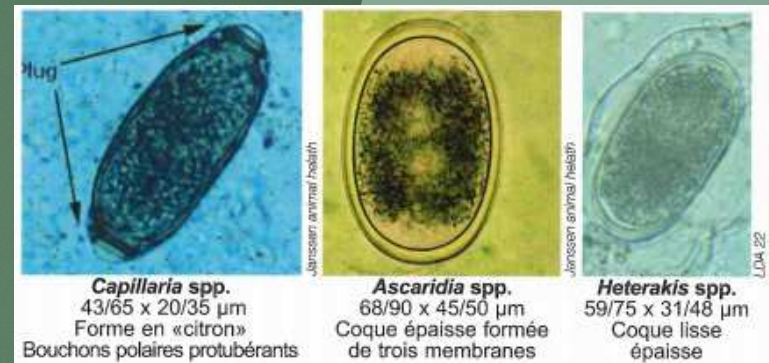 Plug
Janssen animal helath
Janssen animal helath
LDA 22
Capillaria spp.
43/65 x 20/35 µm
Forme en «citron»
Bouchons polaires protubérants
Ascaridia spp.
68/90 x 45/50 µm
Coque épaisse formée
de trois membranes
Heterakis spp.
59/75 x 31/48 µm
Coque lisse
épaisse